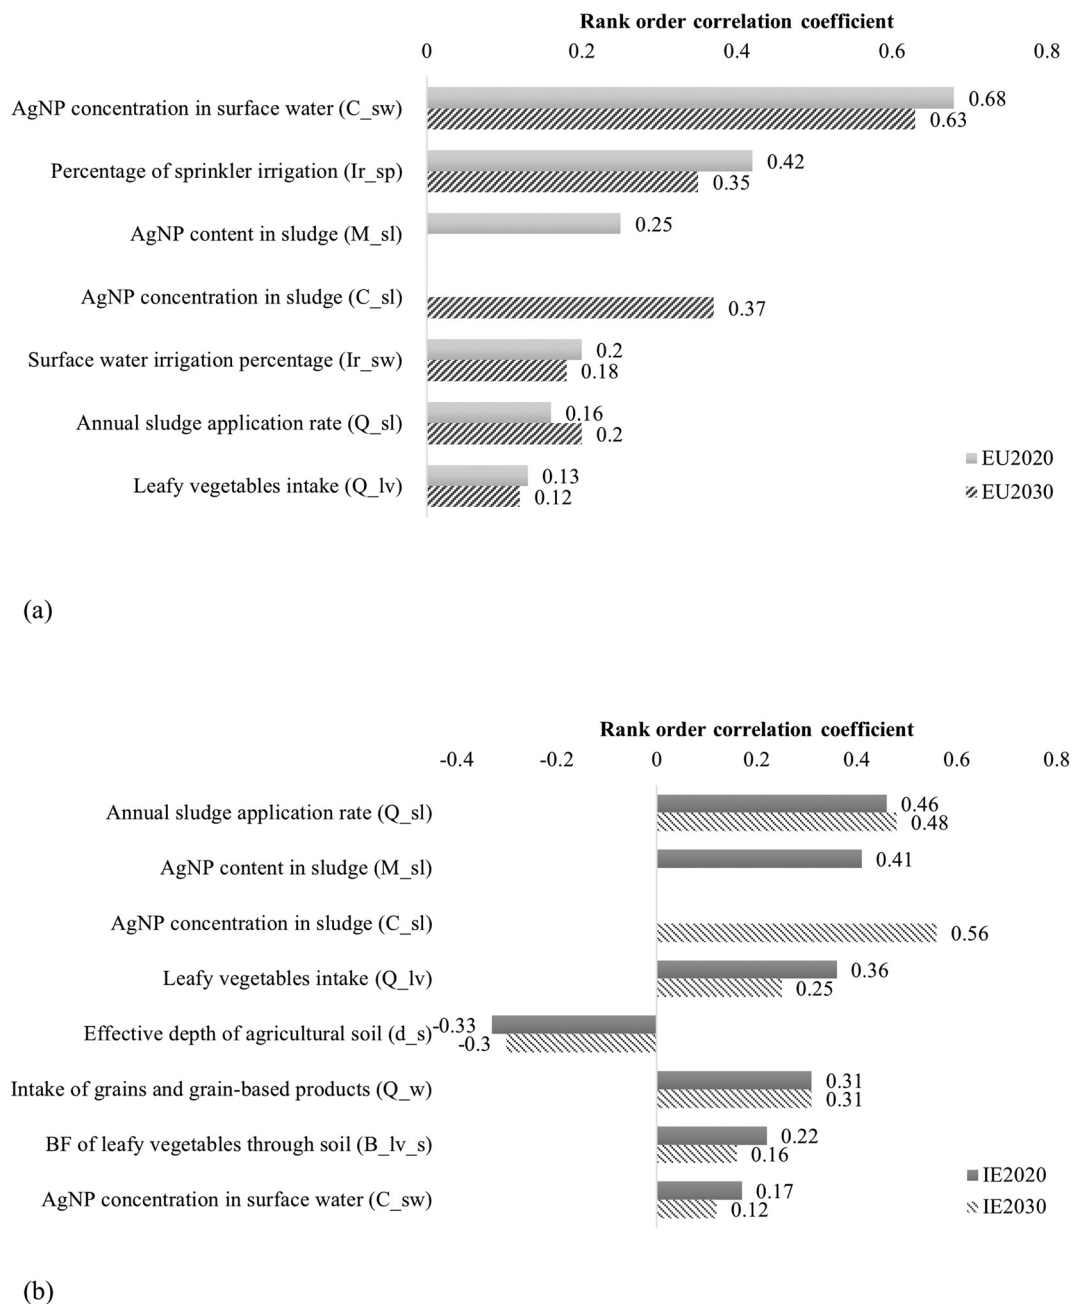 Rank order correlation coefficient
0 0.2 0.4 0.6 0.8
AgNP concentration in surface water (C_sw) 0.68
0.63
Percentage of sprinkler irrigation (Ir_sp) 0.42
0.35
AgNP content in sludge (M_sl) 0.25
AgNP concentration in sludge (C_sl) 0.37
Surface water irrigation percentage (Ir_sw) 0.2
0.18
Annual sludge application rate (Q_sl) 0.16
0.2
Leafy vegetables intake (Q_lv) 0.13
0.12
EU2020
EU2030
(a)
Rank order correlation coefficient
-0.4 -0.2 0 0.2 0.4 0.6 0.8
Annual sludge application rate (Q_sl) 0.46
0.48
AgNP content in sludge (M_sl) 0.41
AgNP concentration in sludge (C_sl) 0.56
Leafy vegetables intake (Q_lv) 0.36
0.25
Effective depth of agricultural soil (d_s) -0.33
-0.3
Intake of grains and grain-based products (Q_w) 0.31
0.31
BF of leafy vegetables through soil (B_lv_s) 0.22
0.16
AgNP concentration in surface water (C_sw) 0.17
0.12
IE2020
IE2030
(b)